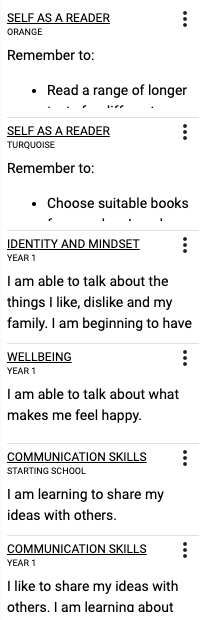 SELF AS A READER
ORANGE
Remember to:
• Read a range of longer
SELF AS A READER
TURQUOISE
Remember to:
• Choose suitable books
IDENTITY AND MINDSET
YEAR 1
I am able to talk about the
things I like, dislike and my
family. I am beginning to have
WELLBEING
YEAR 1
I am able to talk about what
makes me feel happy.
COMMUNICATION SKILLS
STARTING SCHOOL
I am learning to share my
ideas with others.
COMMUNICATION SKILLS
YEAR 1
I like to share my ideas with
others. I am learning about